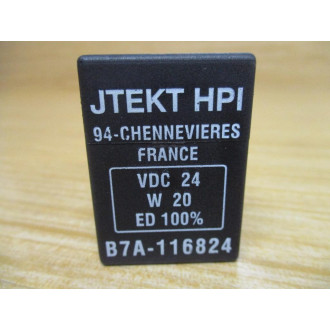 JTEKT HPI
94-CHENNEVIERES
FRANCE
VDC 24
W 20
ED 100%
B7A-116824